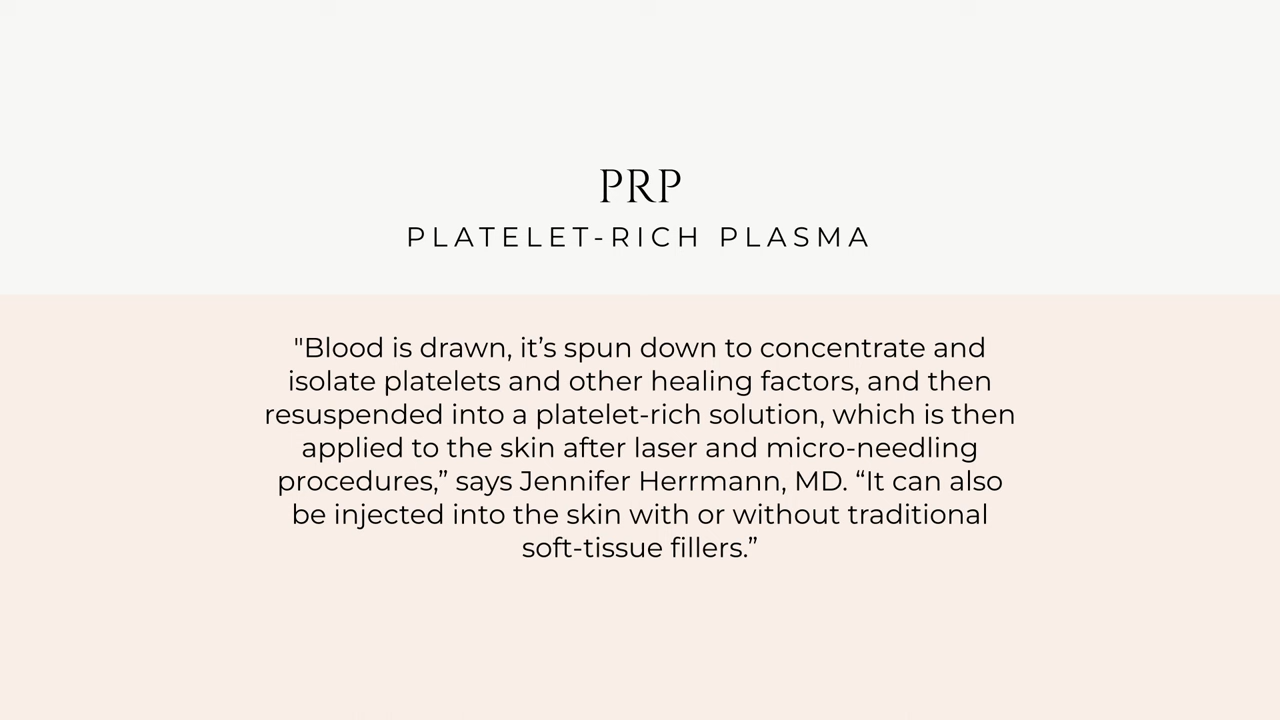 PRP
PLATELET-RICH PLASMA
"Blood is drawn, it’s spun down to concentrate and
isolate platelets and other healing factors, and then
resuspended into a platelet-rich solution, which is then
applied to the skin after laser and micro-needling
procedures,” says Jennifer Herrmann, MD. “It can also
be injected into the skin with or without traditional
soft-tissue fillers.”